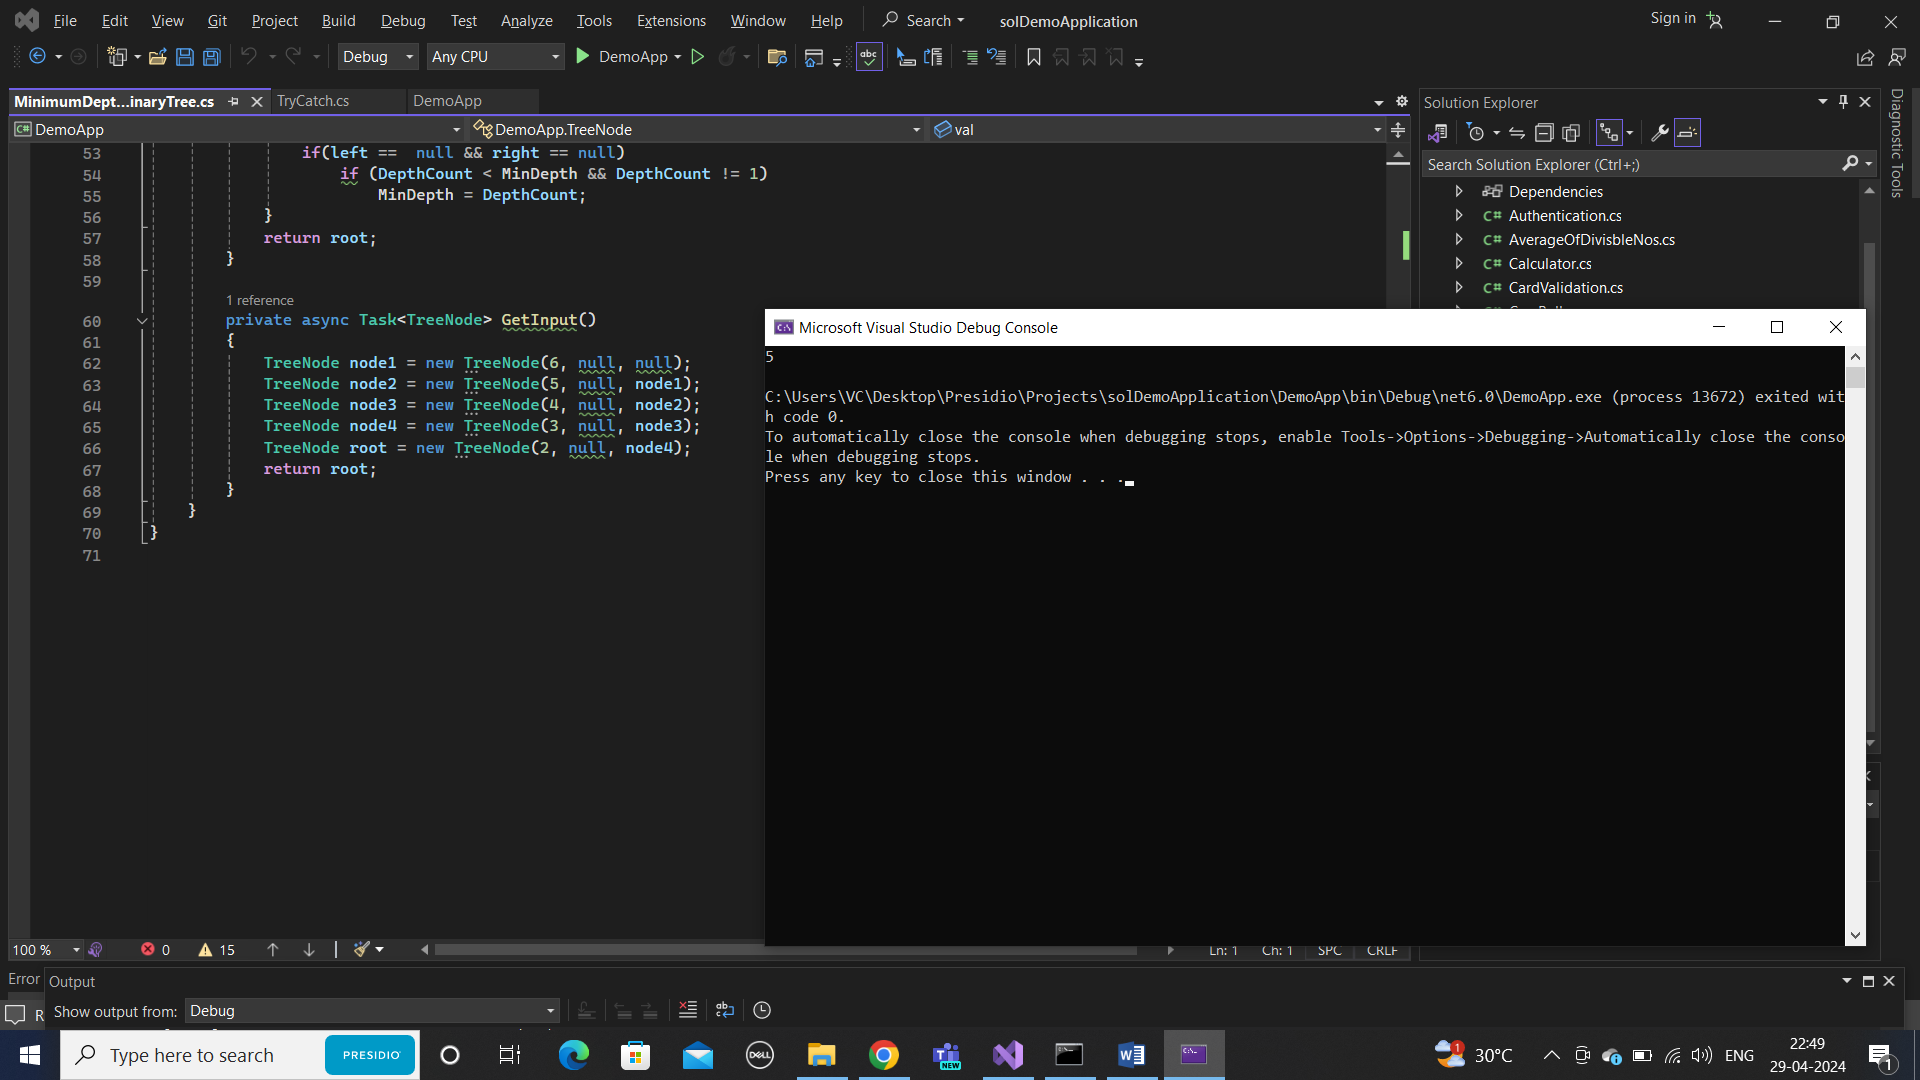 File Edit View Git Project Build Debug Test Analyze Tools Extensions Window Help Search solDemoApplication Sign in
Debug Any CPU DemoApp
MinimumDept...inaryTree.cs TryCatch.cs DemoApp
C# DemoApp DemoApp.TreeNode val
53 if(left == null && right == null)
54 if (DepthCount < MinDepth && DepthCount != 1)
55 MinDepth = DepthCount;
56 }
57 return root;
58 }
59
1 reference
60 private async Task<TreeNode> GetInput()
61 {
62 TreeNode node1 = new TreeNode(6, null, null);
63 TreeNode node2 = new TreeNode(5, null, node1);
64 TreeNode node3 = new TreeNode(4, null, node2);
65 TreeNode node4 = new TreeNode(3, null, node3);
66 TreeNode root = new TreeNode(2, null, node4);
67 return root;
68 }
69 }
70 }
71
Microsoft Visual Studio Debug Console
5
C:\Users\VC\Desktop\Presidio\Projects\solDemoApplication\DemoApp\bin\Debug\net6.0\DemoApp.exe (process 13672) exited wit
h code 0.
To automatically close the console when debugging stops, enable Tools->Options->Debugging->Automatically close the conso
le when debugging stops.
Press any key to close this window . . .
Solution Explorer
Search Solution Explorer (Ctrl+;)
Dependencies
C# Authentication.cs
C# AverageOfDivisbleNos.cs
C# Calculator.cs
C# CardValidation.cs
Diagnostic Tools
100 % 0 15 Ln: 1 Ch: 1 SPC CRLF
Error Output
R Show output from: Debug
Type here to search PRESIDIO DELL NEW 1 30°C ENG 22:49
29-04-2024 1